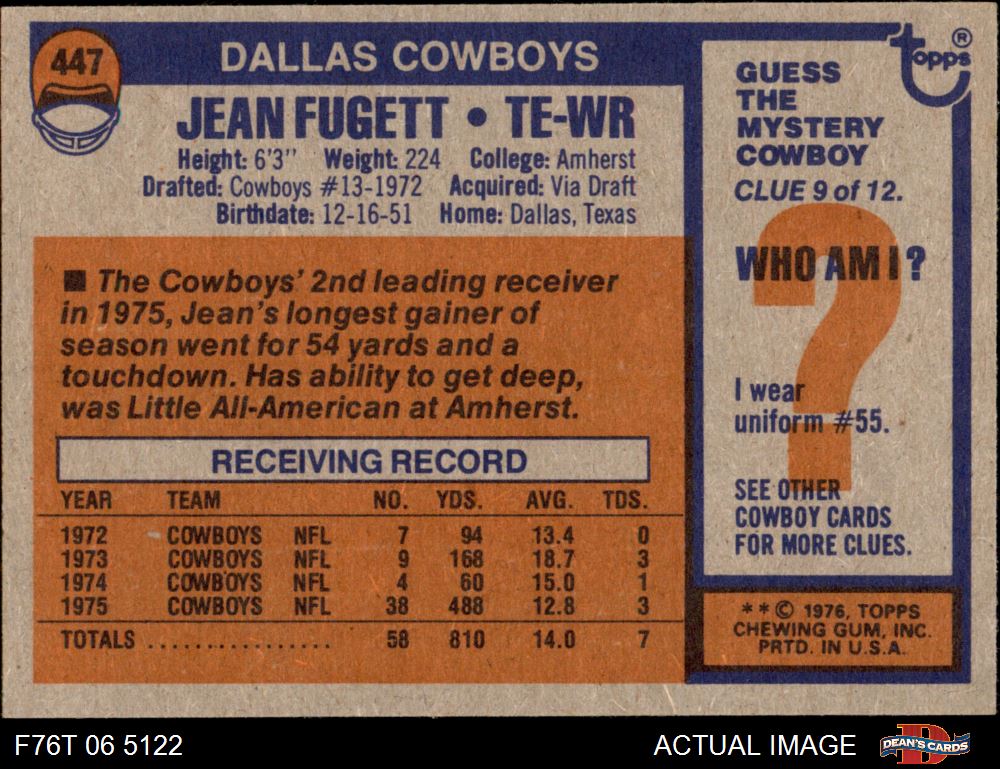 447
DALLAS COWBOYS
JEAN FUGETT • TE-WR
Height: 6'3" Weight: 224 College: Amherst
Drafted: Cowboys #13-1972 Acquired: Via Draft
Birthdate: 12-16-51 Home: Dallas, Texas
■ The Cowboys' 2nd leading receiver
in 1975, Jean's longest gainer of
season went for 54 yards and a
touchdown. Has ability to get deep,
was Little All-American at Amherst.
RECEIVING RECORD
YEAR TEAM NO. YDS. AVG. TDS.
1972 COWBOYS NFL 7 94 13.4 0
1973 COWBOYS NFL 9 168 18.7 3
1974 COWBOYS NFL 4 60 15.0 1
1975 COWBOYS NFL 38 488 12.8 3
TOTALS ................ 58 810 14.0 7
topps®
GUESS
THE
MYSTERY
COWBOY
CLUE 9 of 12.
WHO AM I?
?
I wear
uniform #55.
SEE OTHER
COWBOY CARDS
FOR MORE CLUES.
**© 1976, TOPPS
CHEWING GUM, INC.
PRTD. IN U.S.A.
F76T 06 5122 ACTUAL IMAGE
D
DEAN'S CARDS